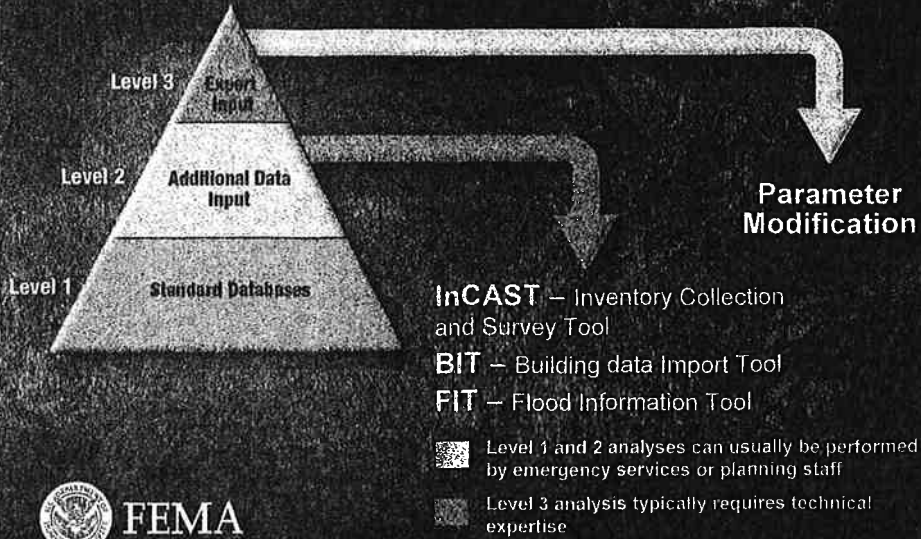 Level 3
Expert
Input
Level 2
Additional Data
Input
Level 1
Standard Databases
Parameter
Modification
InCAST – Inventory Collection
and Survey Tool
BIT – Building data Import Tool
FIT – Flood Information Tool
Level 1 and 2 analyses can usually be performed
by emergency services or planning staff
Level 3 analysis typically requires technical
expertise
FEMA